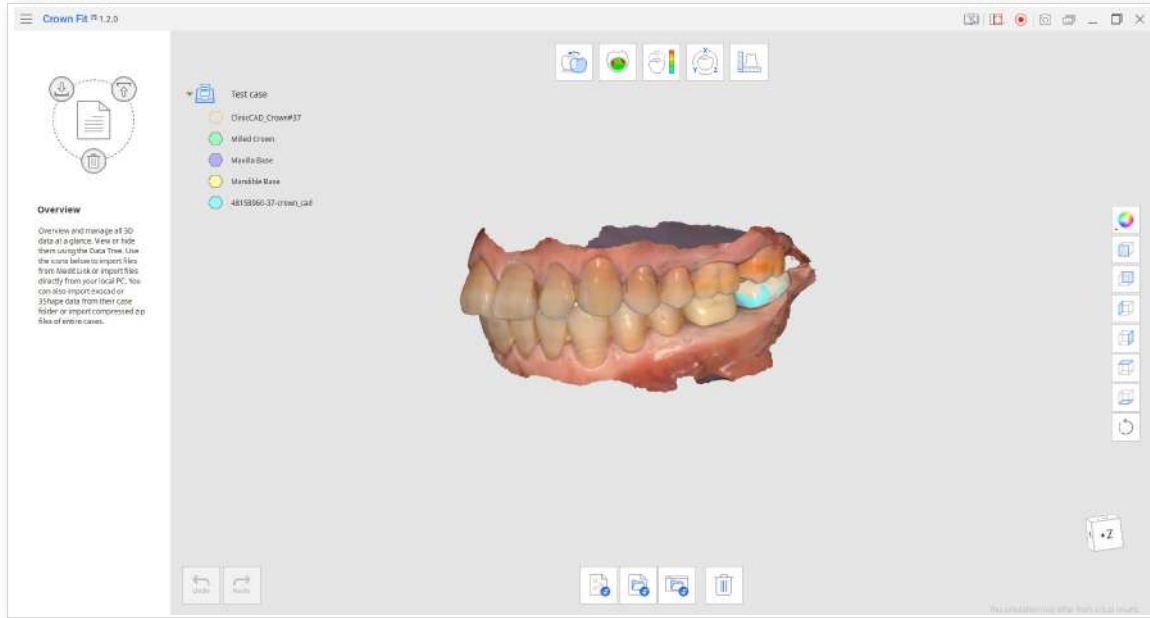 Crown Fit 1.2.0
Test case
ClinicCAD_Crown#37
Milled Crown
Maxilla Base
Mandible Base
48158960-37-crown_cad
Overview
Overview and manage all 3D
data at a glance. View or hide
them using the Data Tree. Use
the icons below to import files
from Medit Link or import files
directly from your local PC. You
can also import exocad or
3Shape data from their case
folder or import compressed zip
files of entire cases.
X
Y
Z
+Z
Undo
Redo